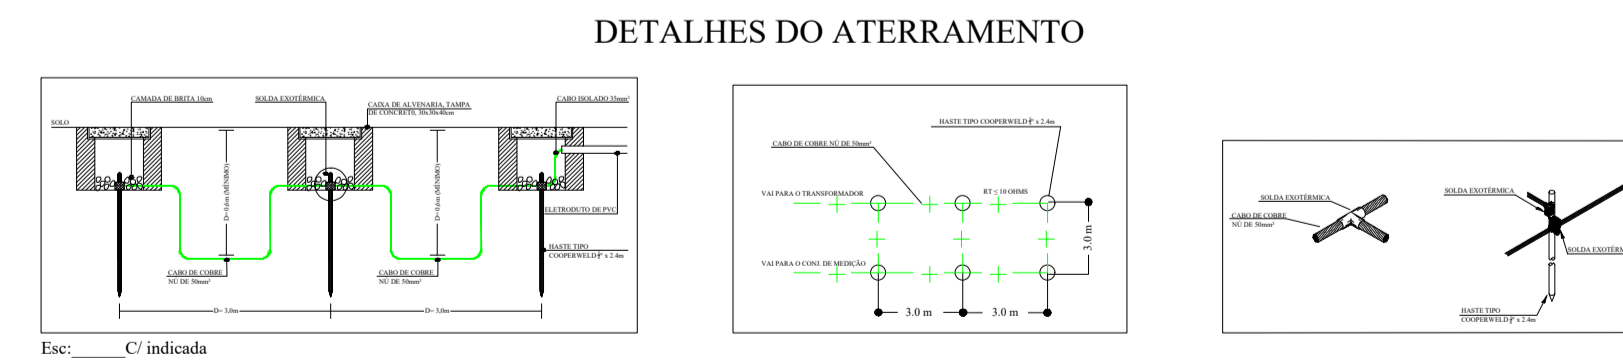 DETALHES DO ATERRAMENTO
CAMADA DE BRITA 10cm
SOLDA EXOTÉRMICA
CAIXA DE ALVENARIA, TAMPA
DE CONCRETO, 30x30x40cm
CABO ISOLADO 35mm²
SOLO
D=0,6m (MÍNIMO)
D=0,6m (MÍNIMO)
ELETRODUTO DE PVC
HASTE TIPO
COOPERWELD x 2.4m
CABO DE COBRE
NÚ DE 50mm²
CABO DE COBRE
NÚ DE 50mm²
D= 3,0m
D= 3,0m
HASTE TIPO COOPERWELD x 2.4m
CABO DE COBRE NÚ DE 50mm²
VAI PARA O TRANSFORMADOR
RT ≤ 10 OHMS
VAI PARA O CONJ. DE MEDIÇÃO
3.0 m
3.0 m
3.0 m
SOLDA EXOTÉRMICA
CABO DE COBRE
NÚ DE 50mm²
SOLDA EXOTÉRMICA
SOLDA EXOTÉRM
HASTE TIPO
COOPERWELD x 2.4m
Esc:______C/ indicada